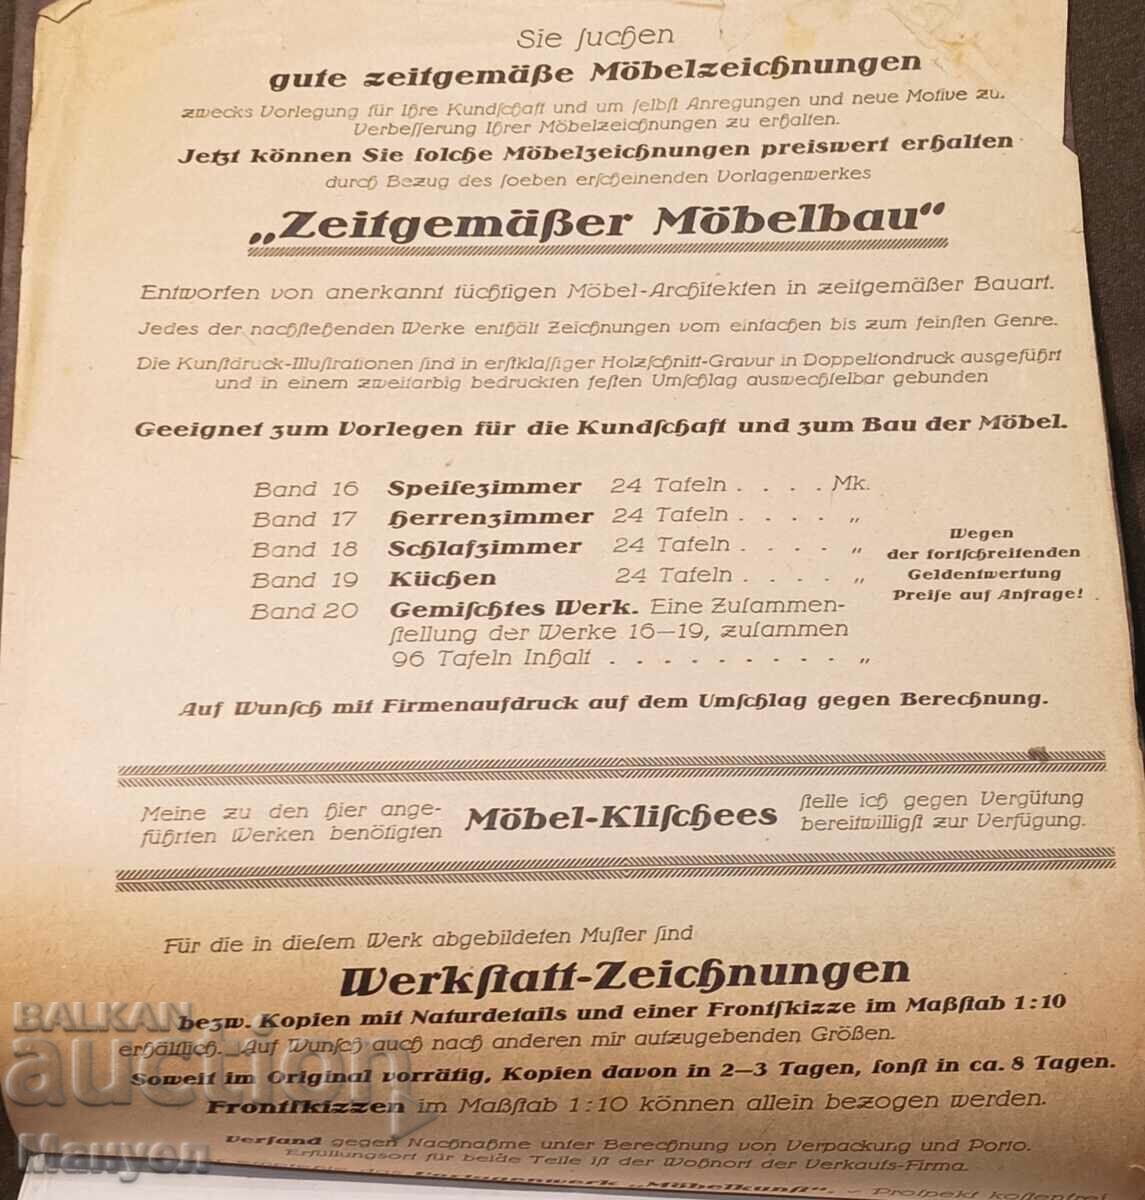 Sie ſuchen
gute zeitgemäße Möbelzeichnungen
zwecks Vorlegung für Ihre Kundſchaft und um ſelbſt Anregungen und neue Motive zu.
Verbeſſerung Ihrer Möbelzeichnungen zu erhalten.
Jetzt können Sie ſolche Möbelzeichnungen preiswert erhalten
durch Bezug des ſoeben erſcheinenden Vorlagenwerkes
„Zeitgemäßer Möbelbau“
Entworfen von anerkannt tüchtigen Möbel-Architekten in zeitgemäßer Bauart.
Jedes der nachſtehenden Werke enthält Zeichnungen vom einfachen bis zum feinſten Genre.
Die Kunſtdruck-Illuſtrationen ſind in erſtklaſſiger Holzſchnitt-Gravur in Doppeltondruck ausgeführt
und in einem zweifarbig bedruckten feſten Umſchlag auswechſelbar gebunden
Geeignet zum Vorlegen für die Kundſchaft und zum Bau der Möbel.
Band 16 Speiſezimmer 24 Tafeln . . . . Mk.
Band 17 Herrenzimmer 24 Tafeln . . . . „
Band 18 Schlafzimmer 24 Tafeln . . . . „
Band 19 Küchen 24 Tafeln . . . . „
Band 20 Gemiſchtes Werk. Eine Zuſammen-
ſtellung der Werke 16—19, zuſammen
96 Tafeln Inhalt . . . . . . . . . „
Wegen
der fortſchreitenden
Geldentwertung
Preiſe auf Anfrage!
Auf Wunſch mit Firmenaufdruck auf dem Umſchlag gegen Berechnung.
Meine zu den hier ange-
führten Werken benötigten
Möbel-Kliſchees
ſtelle ich gegen Vergütung
bereitwilligſt zur Verfügung.
Für die in dieſem Werk abgebildeten Muſter ſind
Werkſtatt-Zeichnungen
bezw. Kopien mit Naturdetails und einer Frontſkizze im Maßſtab 1:10
erhältlich. Auf Wunſch auch nach anderen mir aufzugebenden Größen.
Soweit im Original vorrätig, Kopien davon in 2—3 Tagen, ſonſt in ca. 8 Tagen.
Frontſkizzen im Maßſtab 1:10 können allein bezogen werden.
Verſand gegen Nachnahme unter Berechnung von Verpackung und Porto.
Erfüllungsort für beide Teile iſt der Wohnort der Verkaufs-Firma.
„Möbelkunſt“. — Proſpekt
BALKAN
auction
Мануел